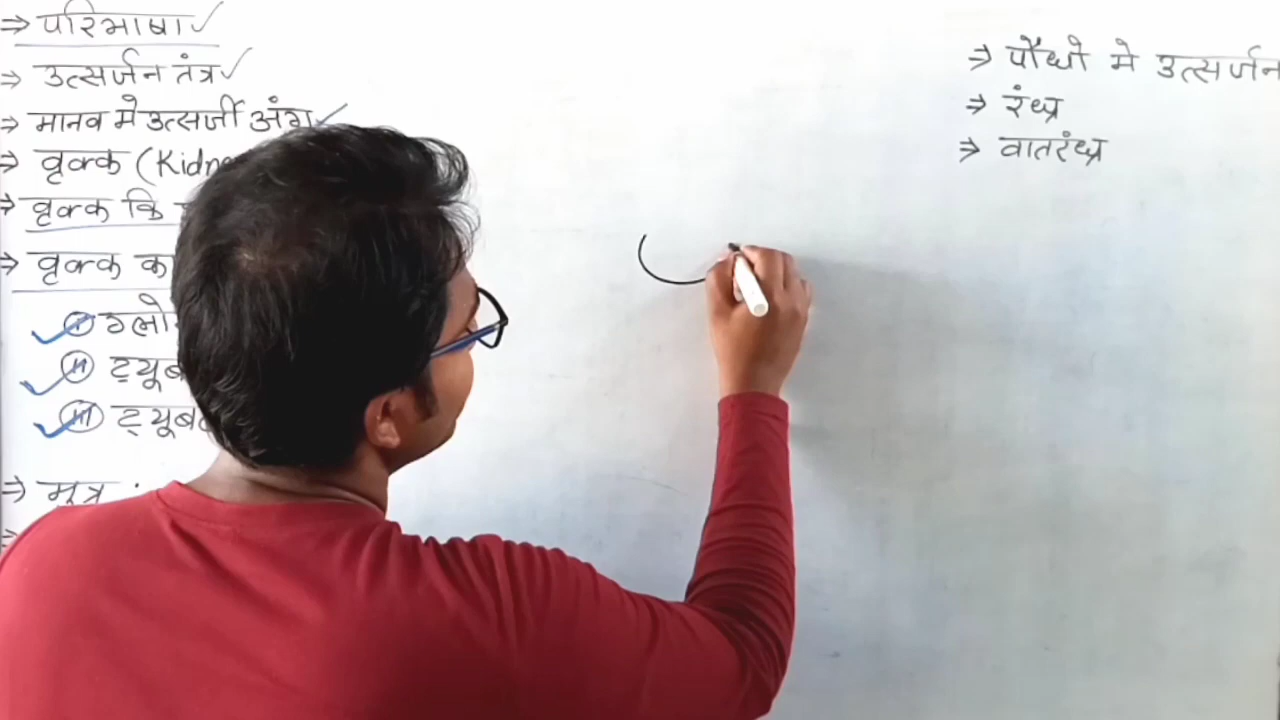 ⇒ परिभाषा ✓
⇒ उत्सर्जन तंत्र ✓
⇒ मानव मे उत्सर्जी अंग ✓
⇒ वृक्क (Kidne
⇒ वृक्क कि
⇒ वृक्क का
✓ (i) ग्लो
✓ (ii) ट्यूब
✓ (iii) ट्यूब
⇒ मूत्र
⇒ पौधो मे उत्सर्जन
⇒ रंध्र
⇒ वातरंध्र